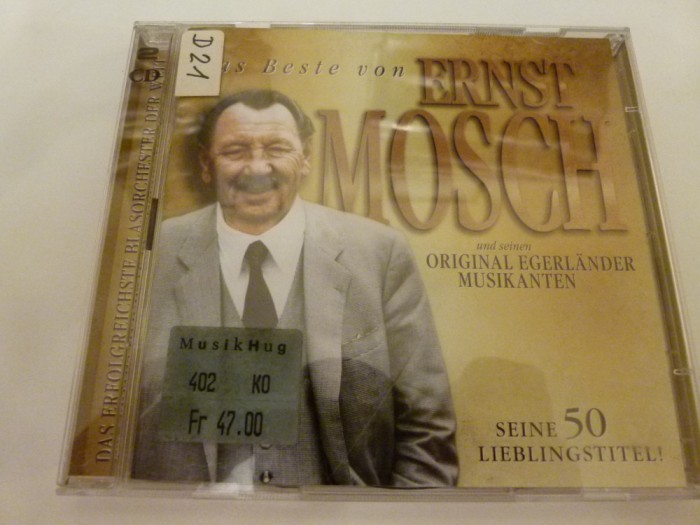 D21
CD
as Beste von
ERNST
MOSCH
und seinen
ORIGINAL EGERLÄNDER
MUSIKANTEN
DAS ERFOLGREICHSTE BLASORCHESTER DER W
MusikHug
402 KO
Fr 47.00
SEINE 50
LIEBLINGSTITEL!